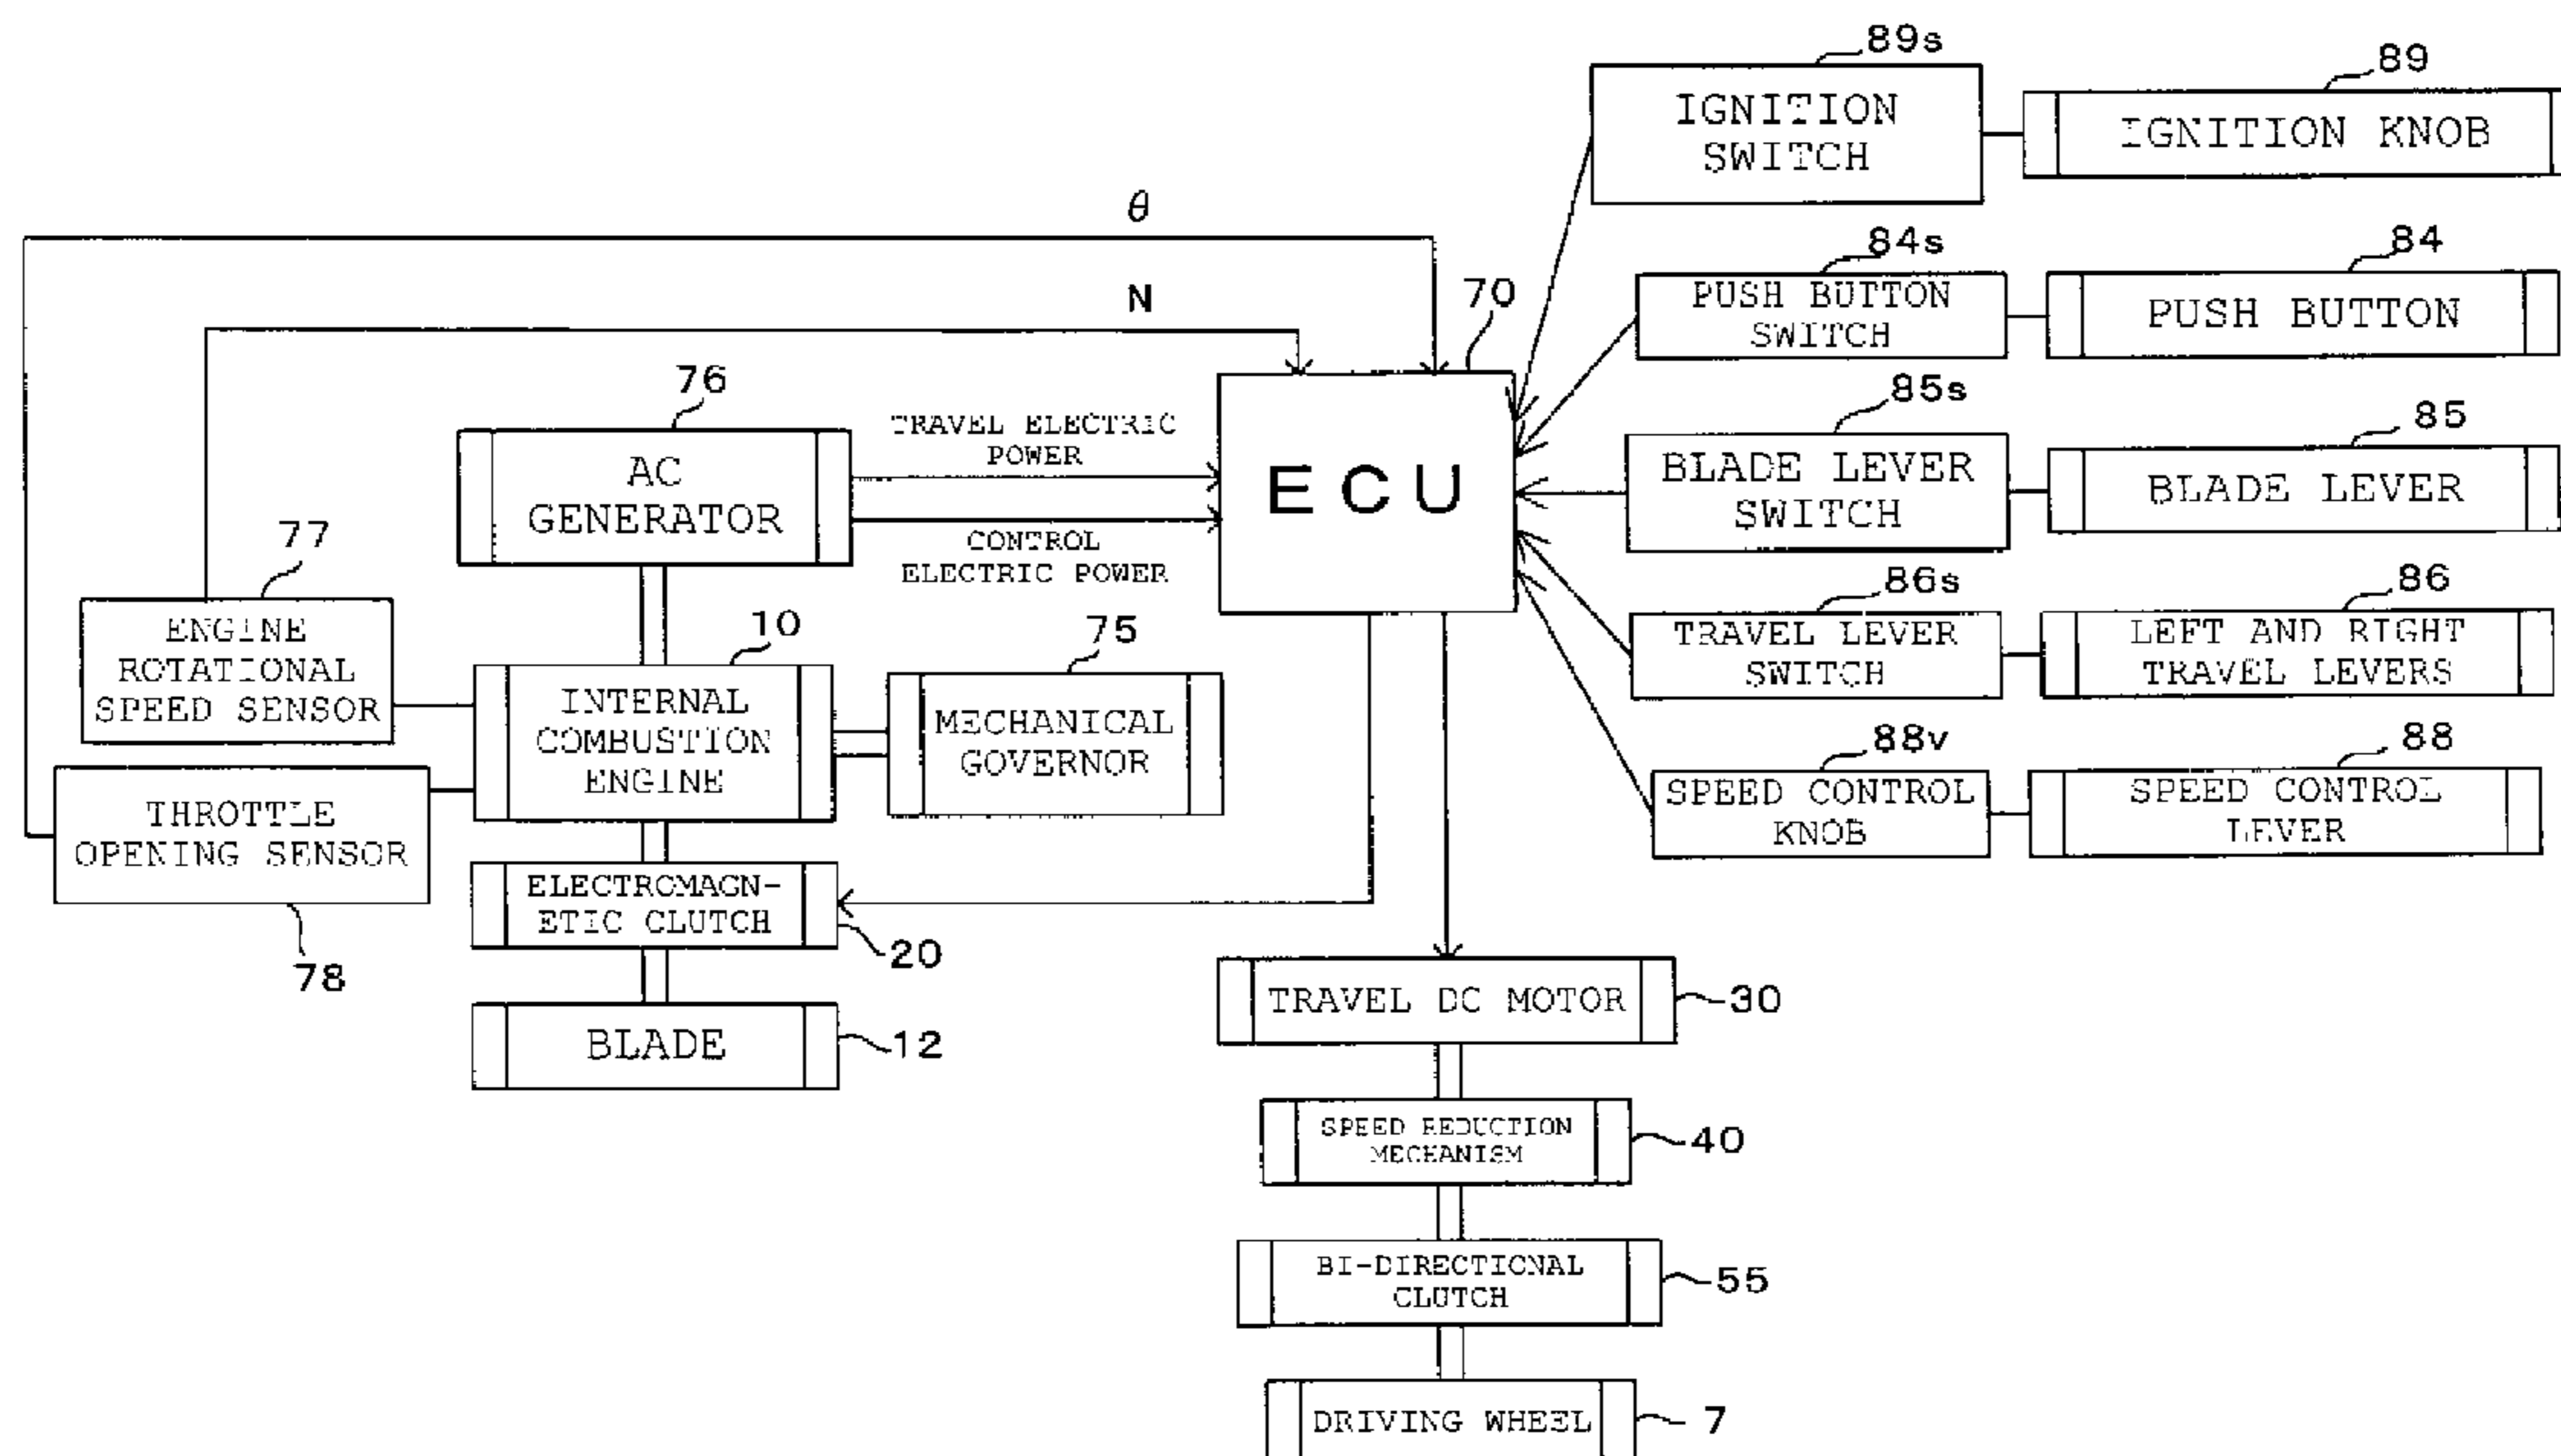 89s
IGNITION
SWITCH
89
IGNITION KNOB
θ
84s
PUSH BUTTON
SWITCH
84
PUSH BUTTON
N
70
ECU
76
AC
GENERATOR
TRAVEL ELECTRIC
POWER
CONTROL
ELECTRIC POWER
85s
BLADE LEVER
SWITCH
85
BLADE LEVER
77
ENGINE
ROTATIONAL
SPEED SENSOR
10
INTERNAL
COMBUSTION
ENGINE
75
MECHANICAL
GOVERNOR
86s
TRAVEL LEVER
SWITCH
86
LEFT AND RIGHT
TRAVEL LEVERS
88v
SPEED CONTROL
KNOB
88
SPEED CONTROL
LEVER
THROTTLE
OPENING SENSOR
78
ELECTROMAGN-
ETIC CLUTCH
20
BLADE
12
TRAVEL DC MOTOR
30
SPEED REDUCTION
MECHANISM
40
BI-DIRECTIONAL
CLUTCH
55
DRIVING WHEEL
7